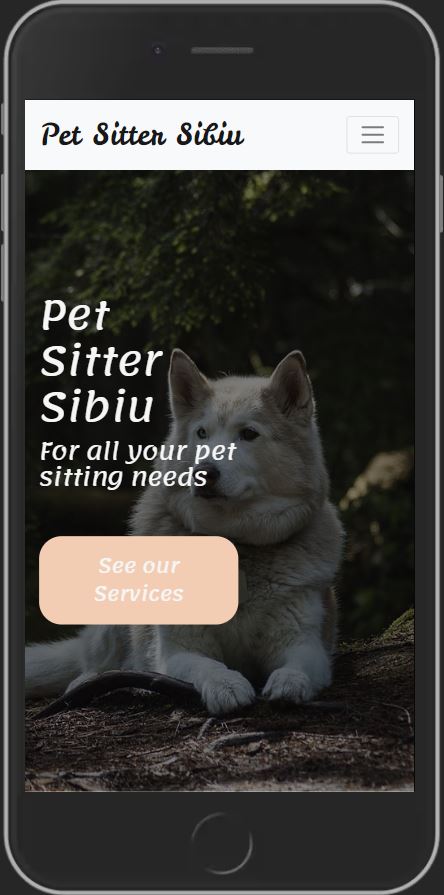 Pet Sitter Sibiu
Pet
Sitter
Sibiu
For all your pet
sitting needs
See our
Services